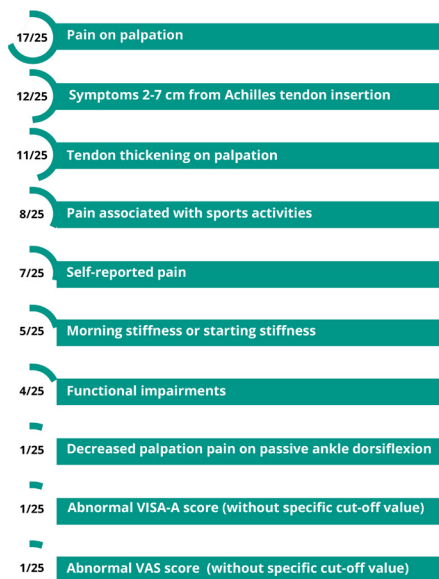 17/25 Pain on palpation
12/25 Symptoms 2-7 cm from Achilles tendon insertion
11/25 Tendon thickening on palpation
8/25 Pain associated with sports activities
7/25 Self-reported pain
5/25 Morning stiffness or starting stiffness
4/25 Functional impairments
1/25 Decreased palpation pain on passive ankle dorsiflexion
1/25 Abnormal VISA-A score (without specific cut-off value)
1/25 Abnormal VAS score (without specific cut-off value)